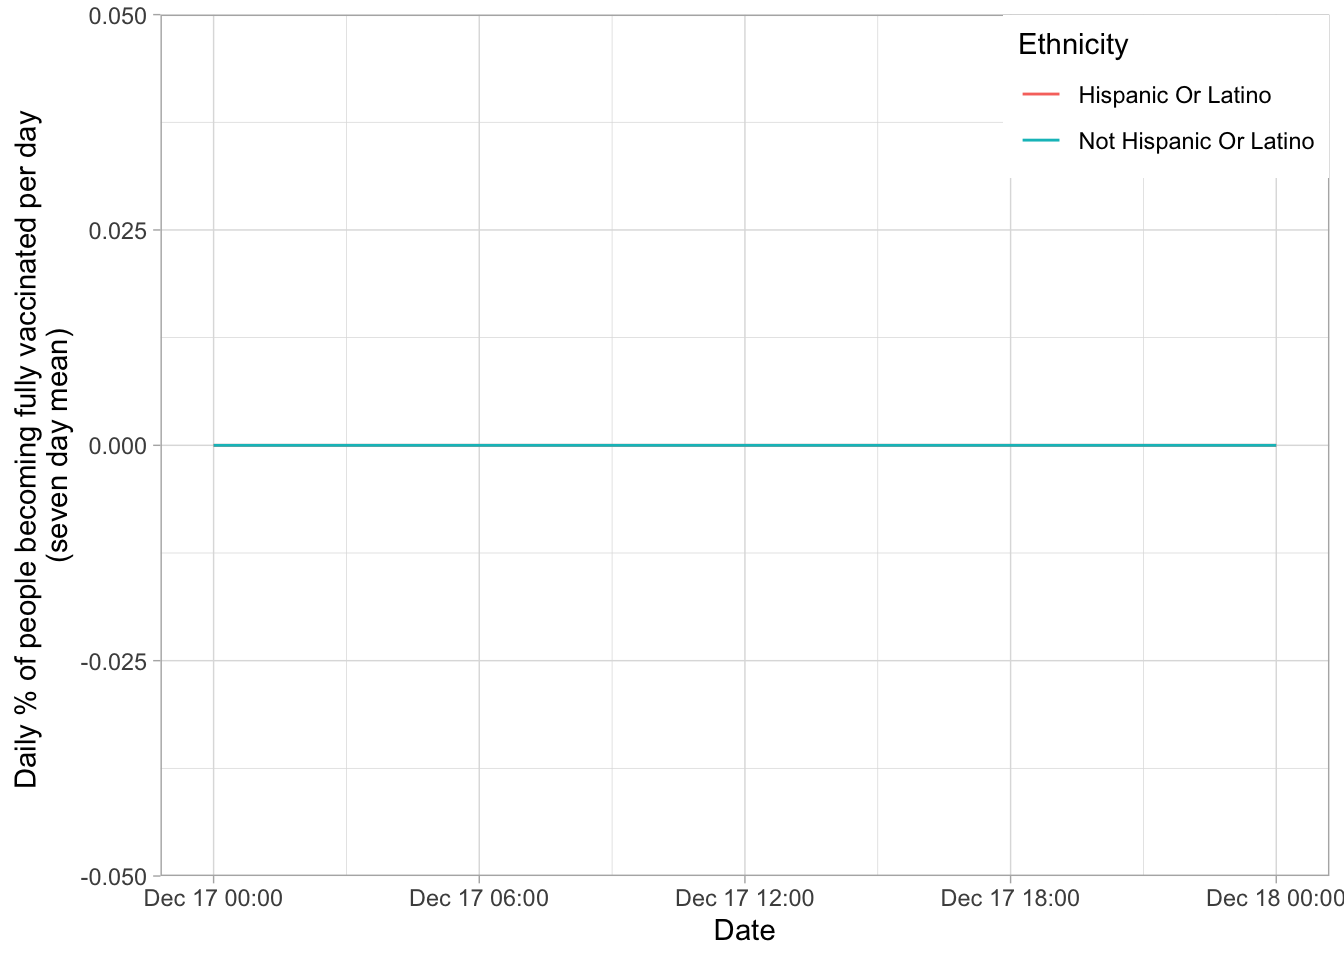 0.050
0.025
0.000
-0.025
-0.050
Daily % of people becoming fully vaccinated per day
(seven day mean)
Ethnicity
Hispanic Or Latino
Not Hispanic Or Latino
Dec 17 00:00 Dec 17 06:00 Dec 17 12:00 Dec 17 18:00 Dec 18 00:00
Date